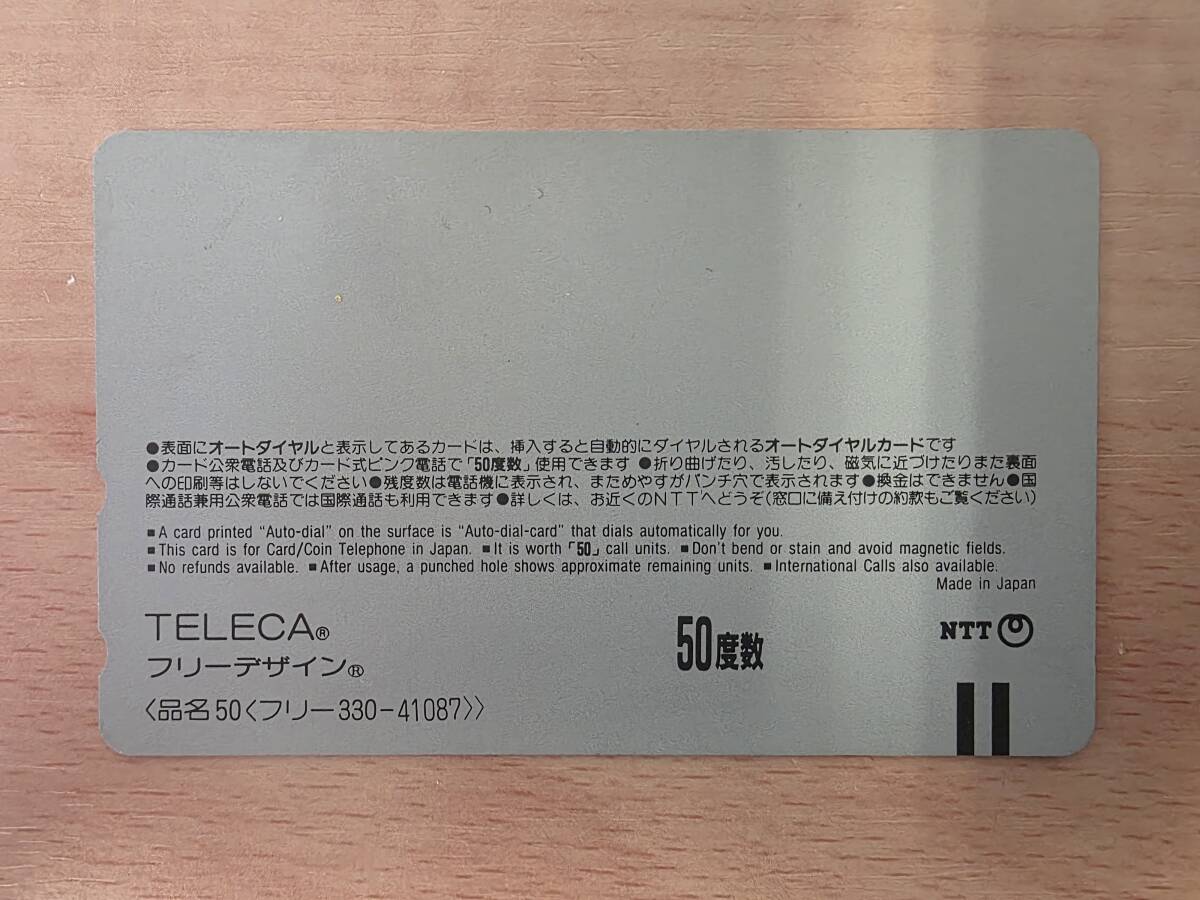 ●表面にオートダイヤルと表示してあるカードは、挿入すると自動的にダイヤルされるオートダイヤルカードです
●カード公衆電話及びカード式ピンク電話で「50度数」使用できます ●折り曲げたり、汚したり、磁気に近づけたりまた裏面
への印刷等はしないでください●残度数は電話機に表示され、まためやすがパンチ穴で表示されます●換金はできません●国
際通話兼用公衆電話では国際通話も利用できます●詳しくは、お近くのNTTへどうぞ(窓口に備え付けの約款もご覧ください)
■A card printed “Auto-dial” on the surface is “Auto-dial-card” that dials automatically for you.
■This card is for Card/Coin Telephone in Japan. ■It is worth「50」call units. ■Don't bend or stain and avoid magnetic fields.
■No refunds available. ■After usage, a punched hole shows approximate remaining units. ■International Calls also available.
Made in Japan
TELECA®
フリーデザイン®
50度数
NTT
〈品名50〈フリー330-41087〉〉